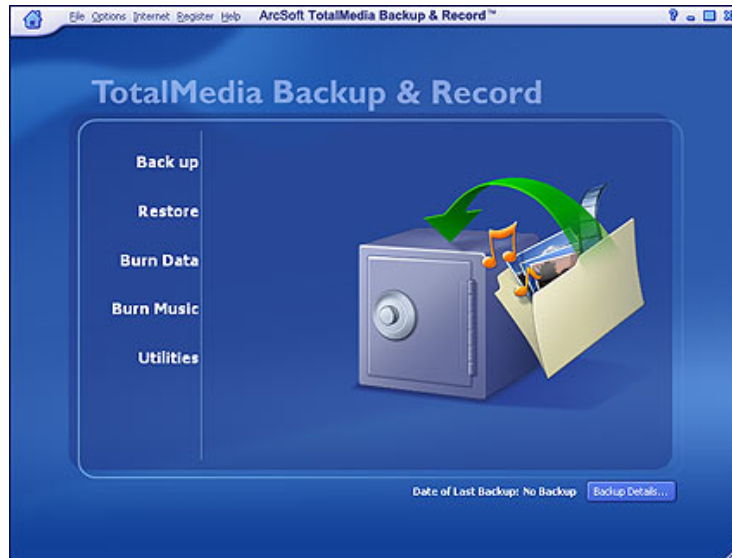 File Options Internet Register Help ArcSoft TotalMedia Backup & Record™
TotalMedia Backup & Record
Back up
Restore
Burn Data
Burn Music
Utilities
Date of Last Backup: No Backup Backup Details...